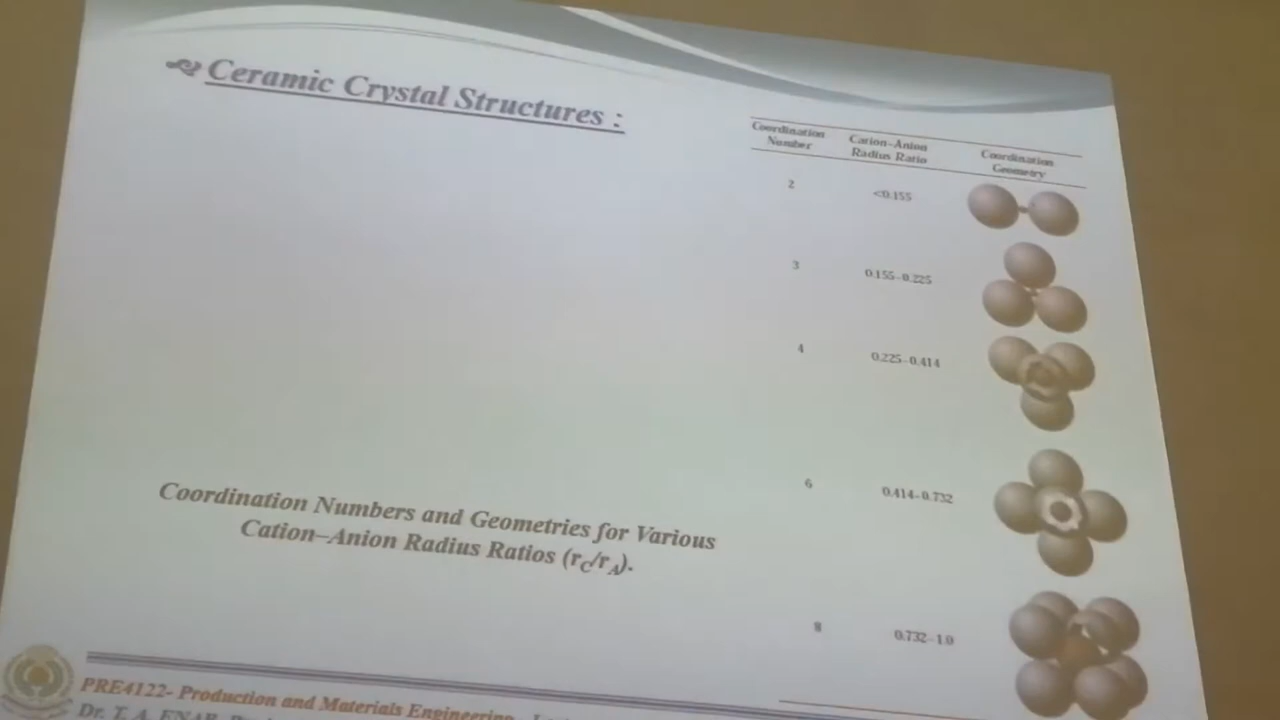 Ceramic Crystal Structures :
Coordination Number
Cation–Anion Radius Ratio
Coordination Geometry
2 <0.155
3 0.155–0.225
4 0.225–0.414
6 0.414–0.732
8 0.732–1.0
Coordination Numbers and Geometries for Various
Cation–Anion Radius Ratios (rC/rA).
PRE4122- Production and Materials Engineering
Dr. T. A. ENAB